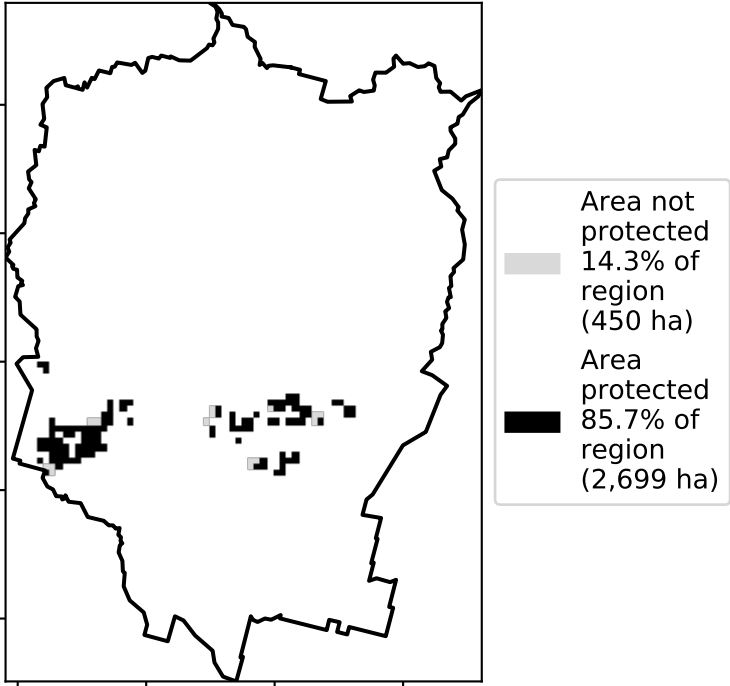 Area not
protected
14.3% of
region
(450 ha)
Area
protected
85.7% of
region
(2,699 ha)